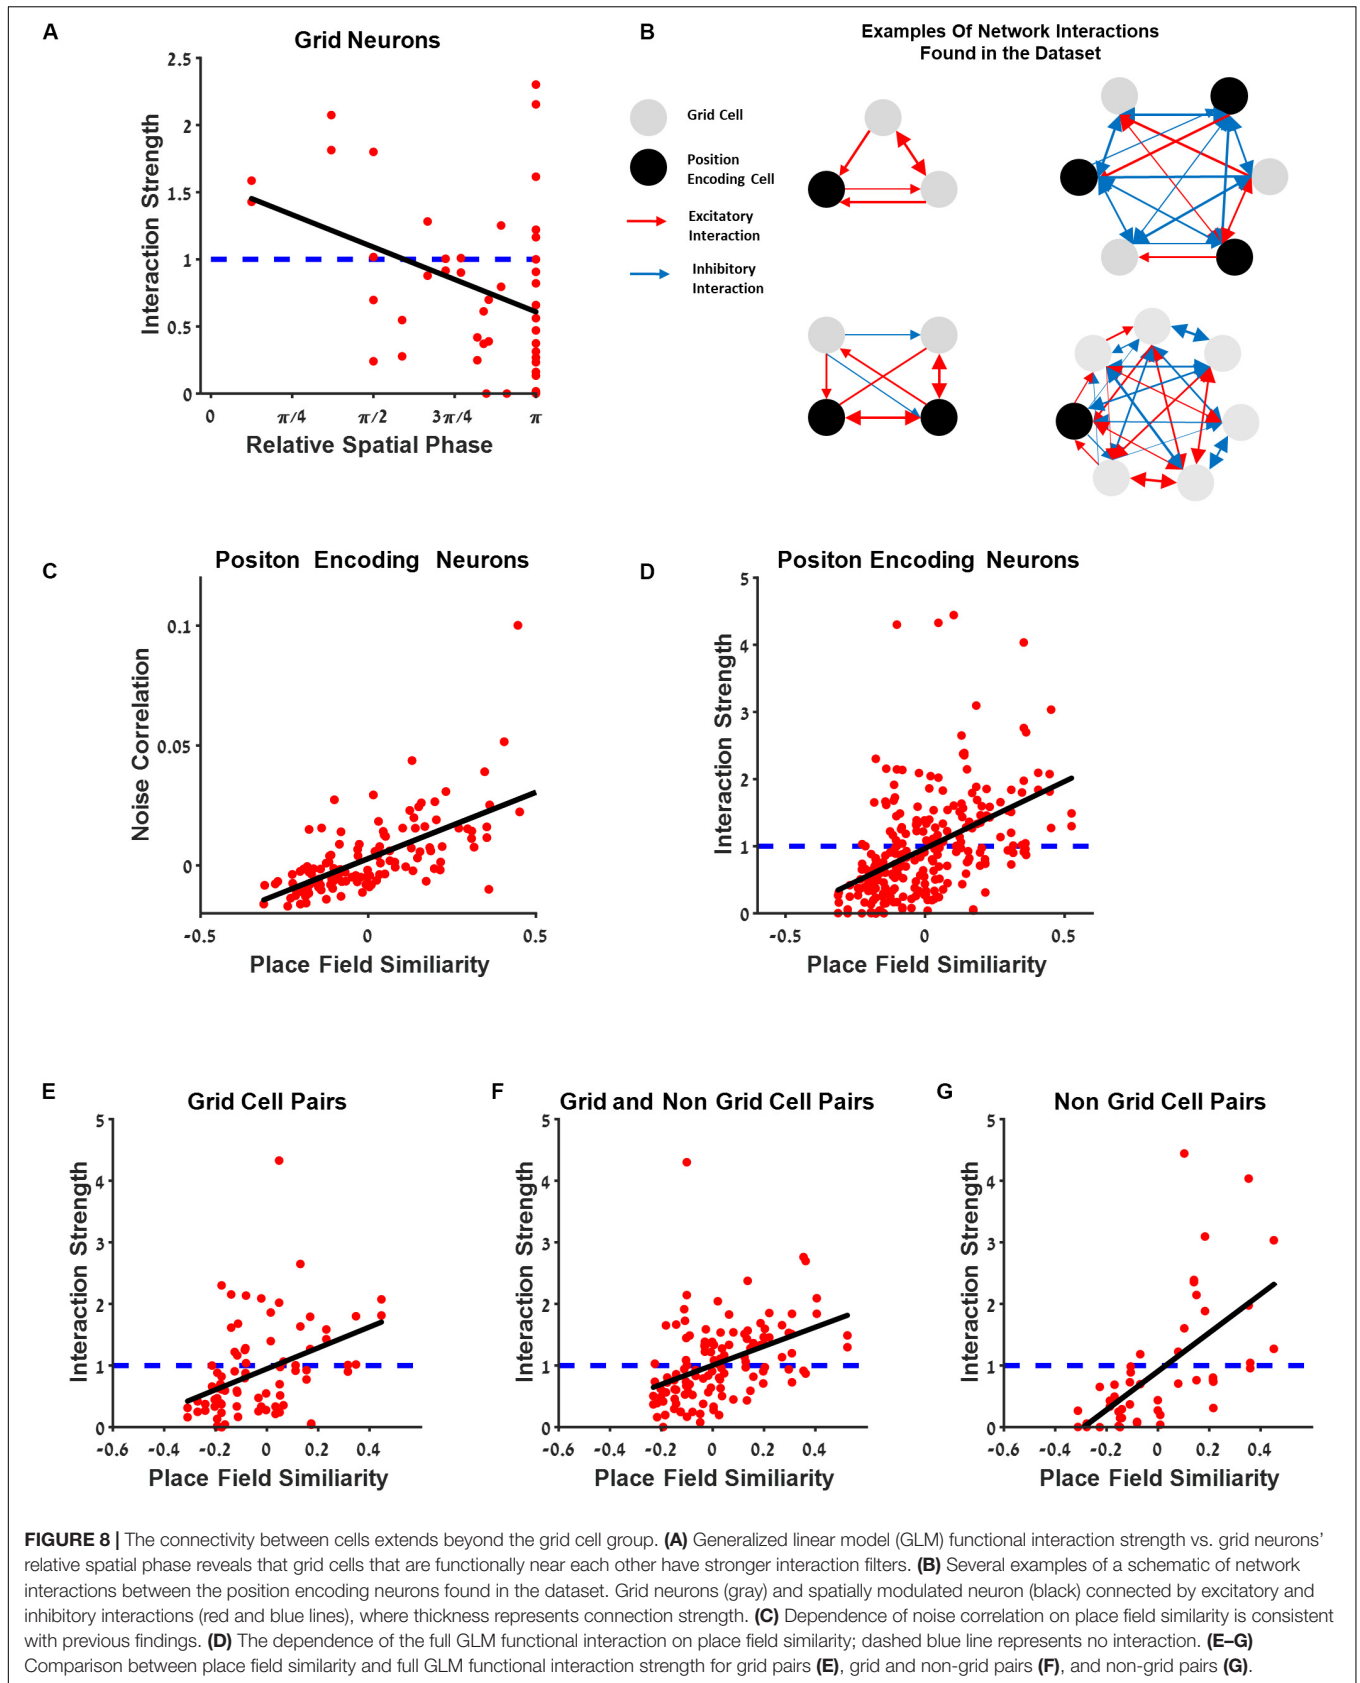 A
Grid Neurons
2.5
2
1.5
1
0.5
0
Interaction Strength
0
π/4
π/2
3π/4
π
Relative Spatial Phase
B
Examples Of Network Interactions
Found in the Dataset
Grid Cell
Position
Encoding Cell
Excitatory
Interaction
Inhibitory
Interaction
C
Positon Encoding Neurons
0.1
0.05
0
Noise Correlation
-0.5
0
0.5
Place Field Similiarity
D
Positon Encoding Neurons
5
4
3
2
1
0
Interaction Strength
-0.5
0
0.5
Place Field Similiarity
E
Grid Cell Pairs
5
4
3
2
1
0
Interaction Strength
-0.6
-0.4
-0.2
0
0.2
0.4
Place Field Similiarity
F
Grid and Non Grid Cell Pairs
5
4
3
2
1
0
Interaction Strength
-0.6
-0.4
-0.2
0
0.2
0.4
Place Field Similiarity
G
Non Grid Cell Pairs
5
4
3
2
1
0
Interaction Strength
-0.6
-0.4
-0.2
0
0.2
0.4
Place Field Similiarity
FIGURE 8 | The connectivity between cells extends beyond the grid cell group. (A) Generalized linear model (GLM) functional interaction strength vs. grid neurons’
relative spatial phase reveals that grid cells that are functionally near each other have stronger interaction filters. (B) Several examples of a schematic of network
interactions between the position encoding neurons found in the dataset. Grid neurons (gray) and spatially modulated neuron (black) connected by excitatory and
inhibitory interactions (red and blue lines), where thickness represents connection strength. (C) Dependence of noise correlation on place field similarity is consistent
with previous findings. (D) The dependence of the full GLM functional interaction on place field similarity; dashed blue line represents no interaction. (E–G)
Comparison between place field similarity and full GLM functional interaction strength for grid pairs (E), grid and non-grid pairs (F), and non-grid pairs (G).